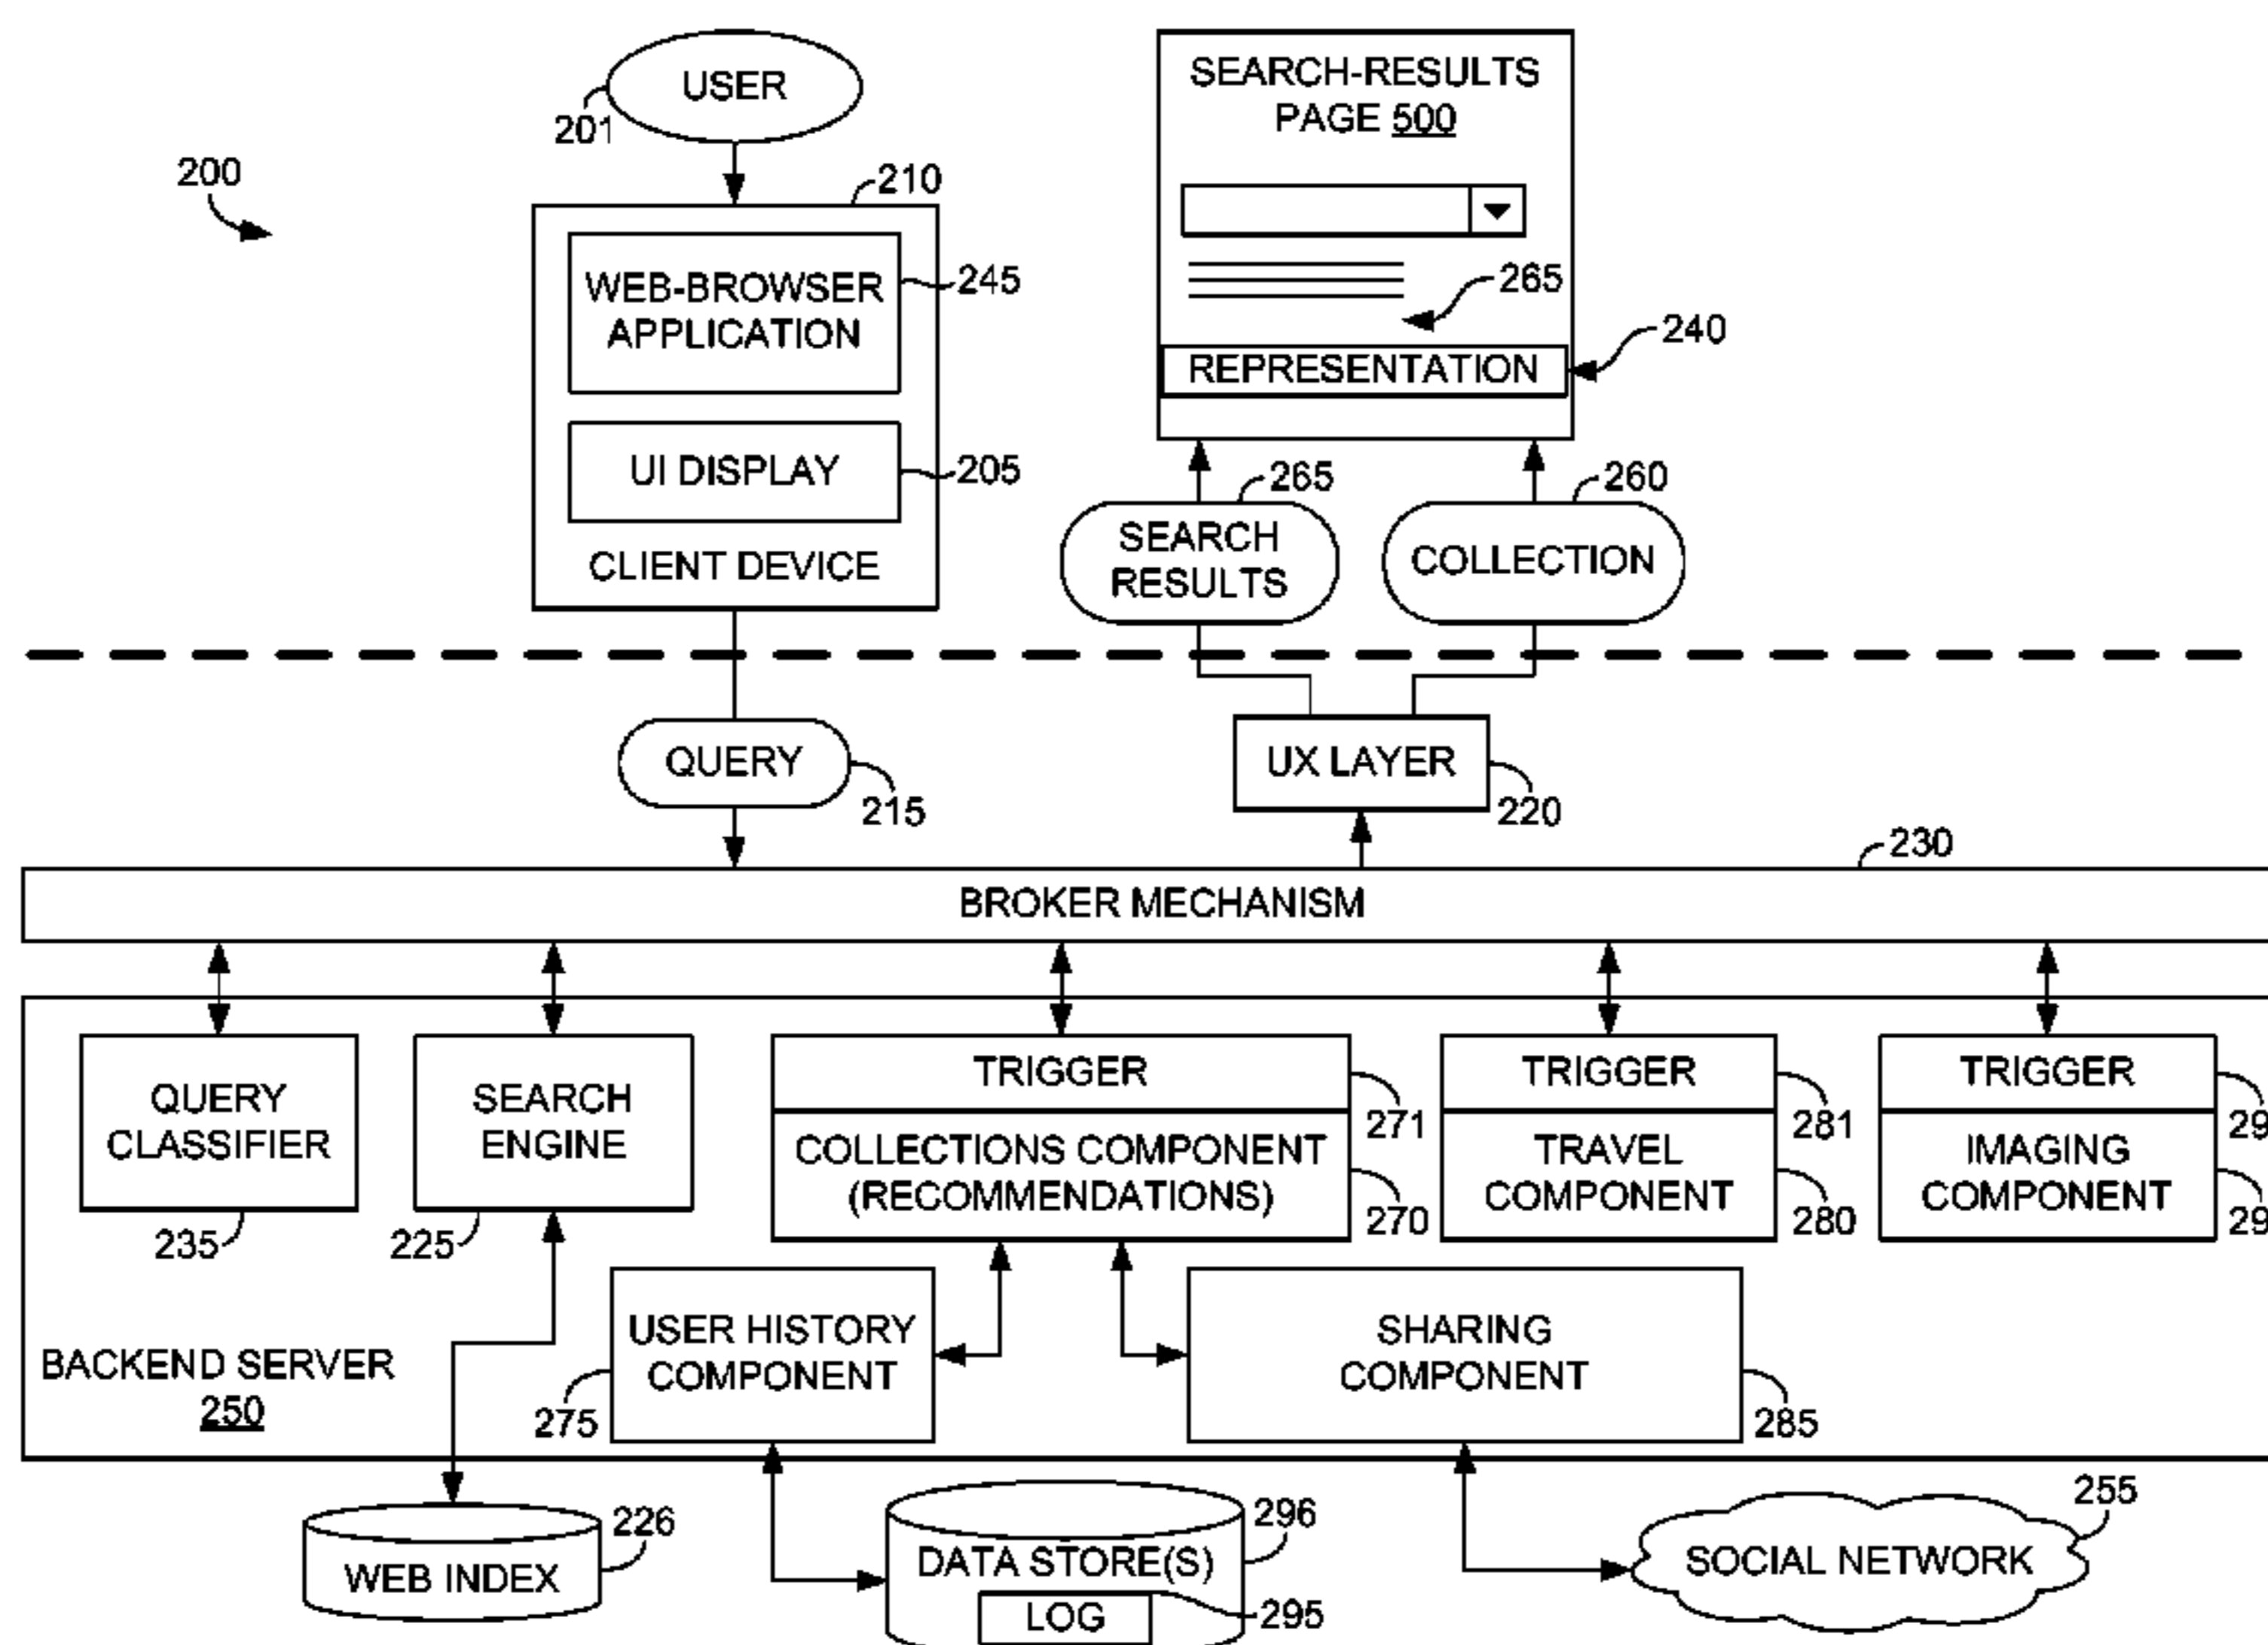 USER
201
200
210
WEB-BROWSER
APPLICATION
245
UI DISPLAY
205
CLIENT DEVICE
SEARCH-RESULTS
PAGE 500
265
REPRESENTATION
240
SEARCH
RESULTS
265
COLLECTION
260
QUERY
215
UX LAYER
220
230
BROKER MECHANISM
QUERY
CLASSIFIER
235
SEARCH
ENGINE
225
TRIGGER
271
COLLECTIONS COMPONENT
(RECOMMENDATIONS)
270
TRIGGER
281
TRAVEL
COMPONENT
280
TRIGGER
IMAGING
COMPONENT
BACKEND SERVER
250
USER HISTORY
COMPONENT
275
SHARING
COMPONENT
285
WEB INDEX
226
DATA STORE(S)
296
LOG
295
SOCIAL NETWORK
255